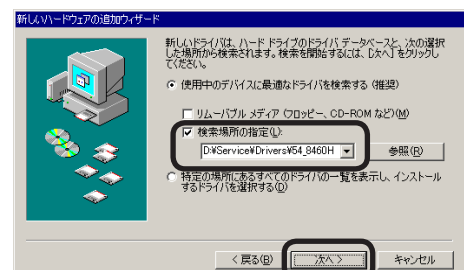 新しいハードウェアの追加ウィザード
新しいドライバは、ハード ドライブのドライバ データベースと、次の選択
した場所から検索されます。検索を開始するには、[次へ] をクリックし
てください。
使用中のデバイスに最適なドライバを検索する (推奨)
リムーバブル メディア (フロッピー、CD-ROM など)(M)
検索場所の指定(L):
D:¥Service¥Drivers¥54_8460H
参照(R)
特定の場所にあるすべてのドライバの一覧を表示し、インストール
するドライバを選択する(D)
< 戻る(B)
次へ >
キャンセル